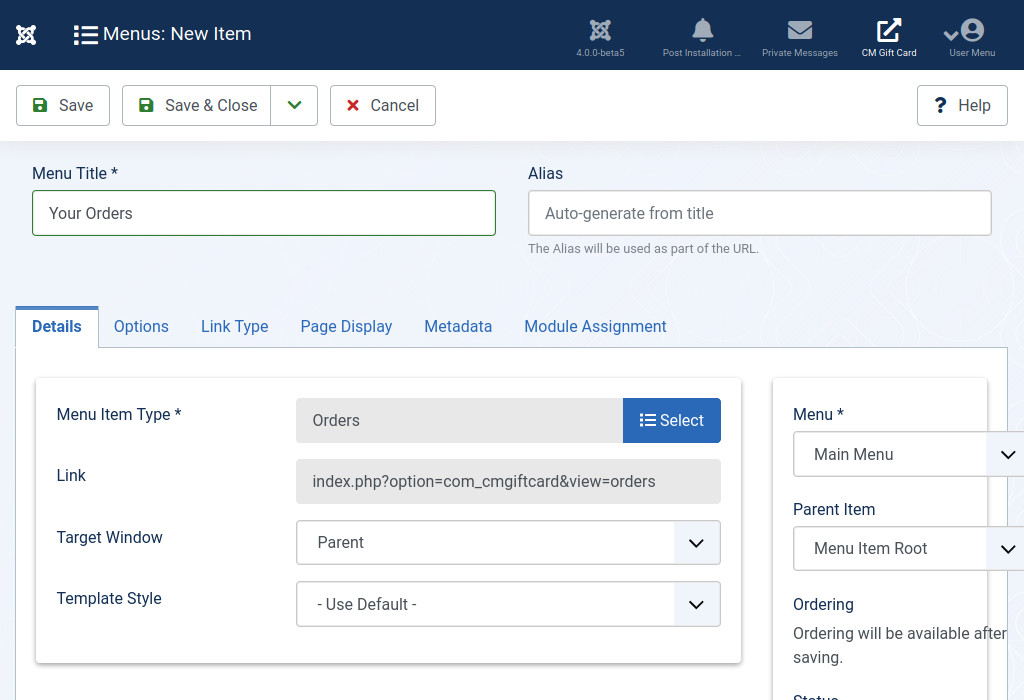 Menus: New Item
4.0.0-beta5
Post Installation ...
Private Messages
CM Gift Card
User Menu
Save
Save & Close
Cancel
? Help
Menu Title *
Alias
Your Orders
Auto-generate from title
The Alias will be used as part of the URL.
Details
Options
Link Type
Page Display
Metadata
Module Assignment
Menu Item Type *
Orders
Select
Link
index.php?option=com_cmgiftcard&view=orders
Target Window
Parent
Template Style
- Use Default -
Menu *
Main Menu
Parent Item
Menu Item Root
Ordering
Ordering will be available after
saving.
Status